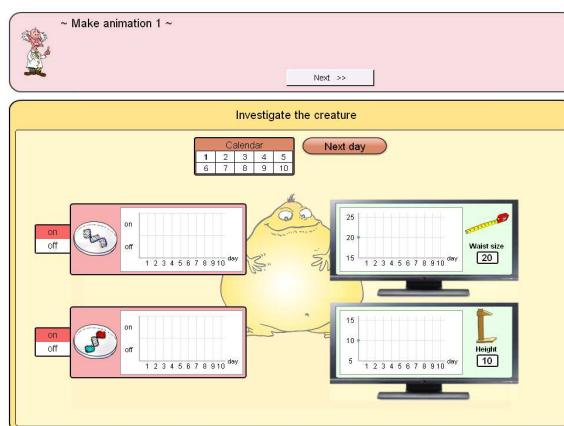 ~ Make animation 1 ~
Next >>
Investigate the creature
Calendar
1 2 3 4 5
6 7 8 9 10
Next day
on
off
on
off
1 2 3 4 5 6 7 8 9 10 day
25
20
15
1 2 3 4 5 6 7 8 9 10 day
Waist size
20
on
off
on
off
1 2 3 4 5 6 7 8 9 10 day
15
10
5
1 2 3 4 5 6 7 8 9 10 day
Height
10